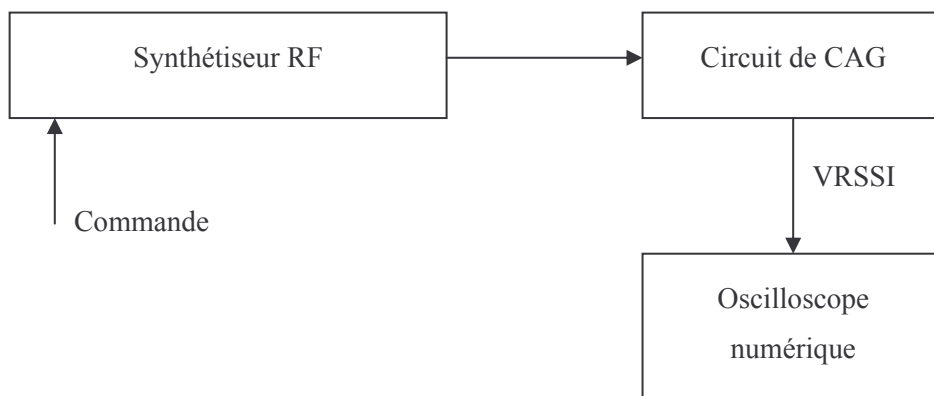 Synthétiseur RF
Circuit de CAG
VRSSI
Commande
Oscilloscope
numérique